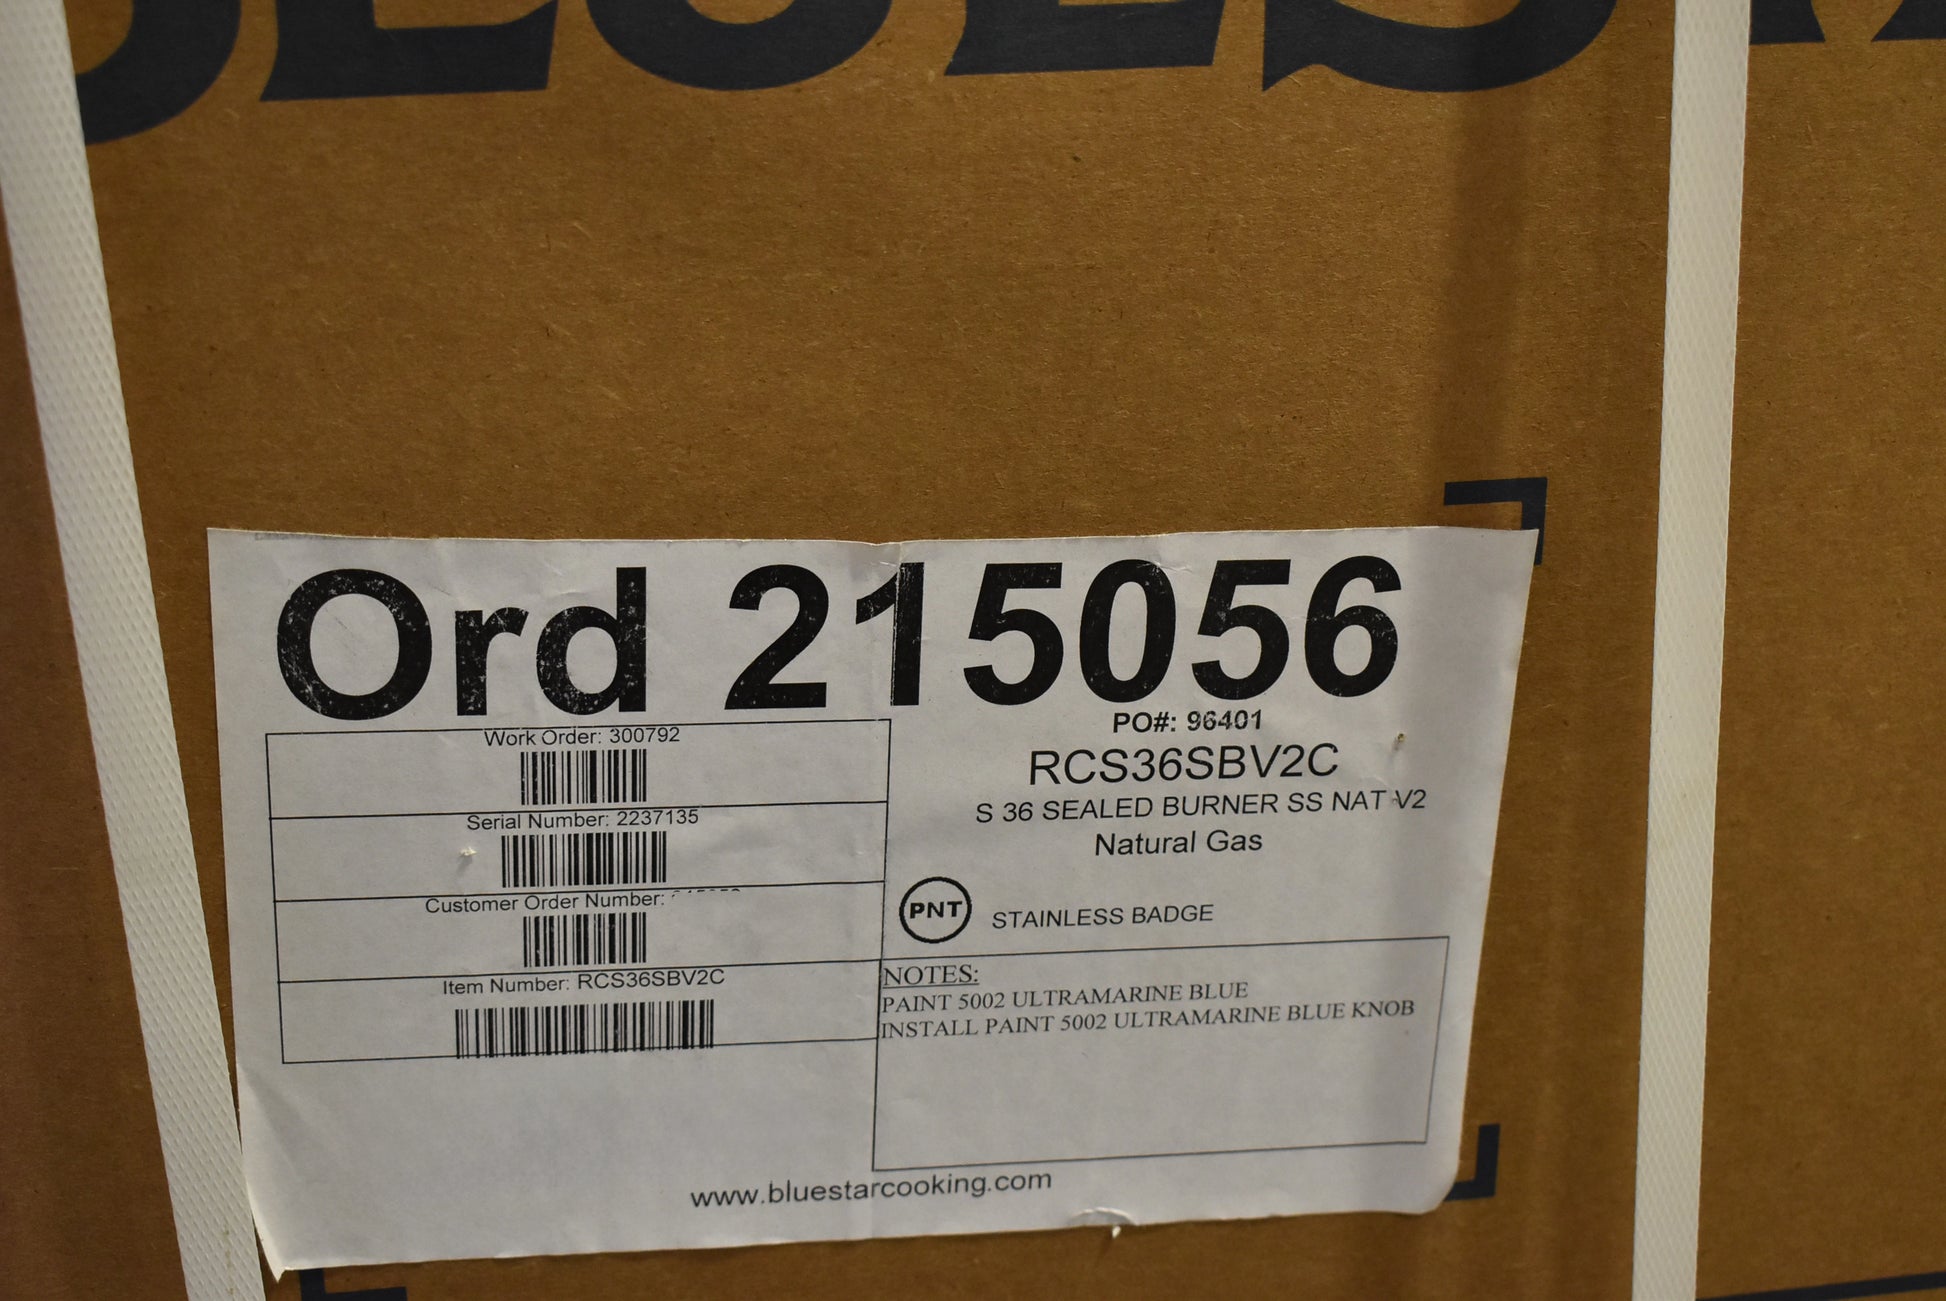 BLUEST
Ord 215056
PO#: 96401
RCS36SBV2C
S 36 SEALED BURNER SS NAT V2
Natural Gas
PNT STAINLESS BADGE
Work Order: 300792
Serial Number: 2237135
Customer Order Number:
Item Number: RCS36SBV2C
NOTES:
PAINT 5002 ULTRAMARINE BLUE
INSTALL PAINT 5002 ULTRAMARINE BLUE KNOB
www.bluestarcooking.com